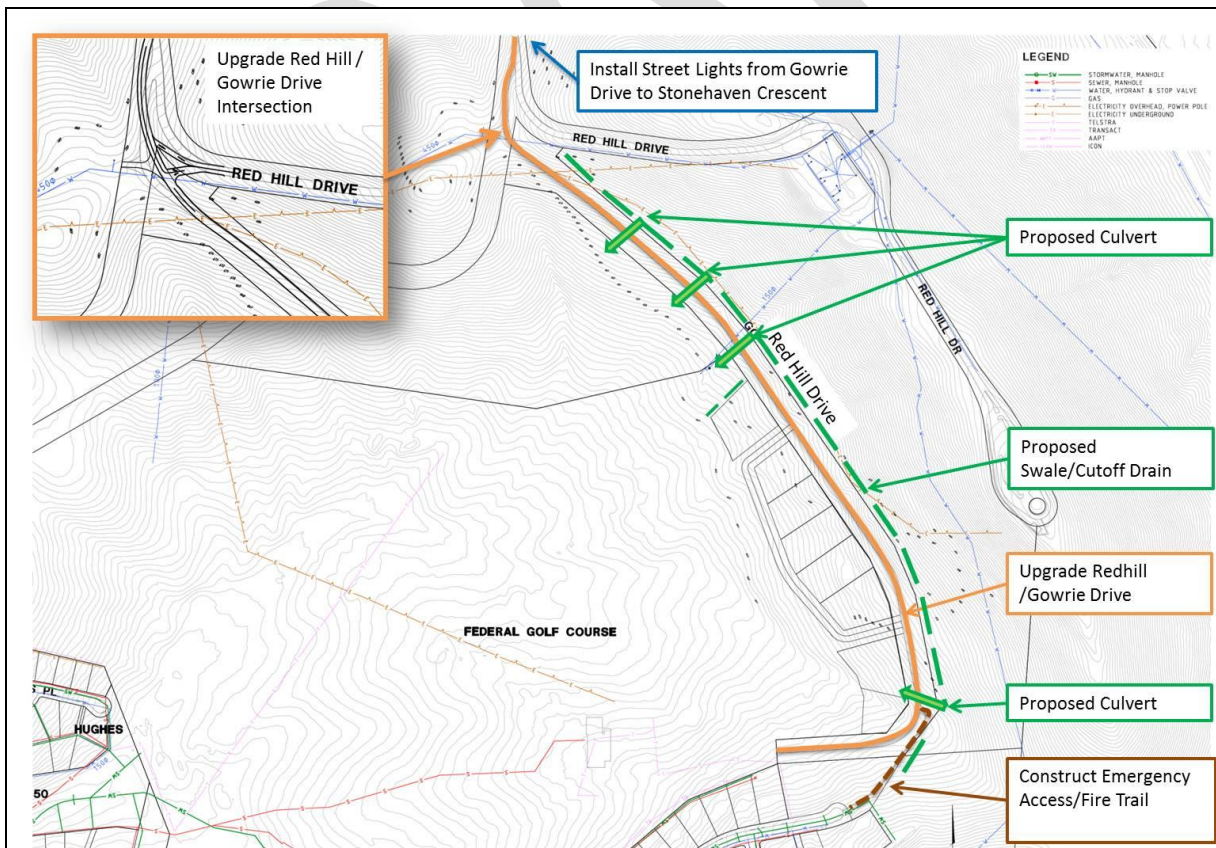 Upgrade Red Hill /
Gowrie Drive
Intersection
RED HILL DRIVE
Install Street Lights from Gowrie
Drive to Stonehaven Crescent
LEGEND
STORMWATER, MANHOLE
SEWER, MANHOLE
WATER, HYDRANT & STOP VALVE
GAS
ELECTRICITY OVERHEAD, POWER POLE
ELECTRICITY UNDERGROUND
TELSTRA
TRANSACT
AAPT
ICON
RED HILL DRIVE
Proposed Culvert
RED HILL DR
Red Hill Drive
Proposed
Swale/Cutoff Drain
Upgrade Redhill
/Gowrie Drive
FEDERAL GOLF COURSE
Proposed Culvert
HUGHES
50
Construct Emergency
Access/Fire Trail